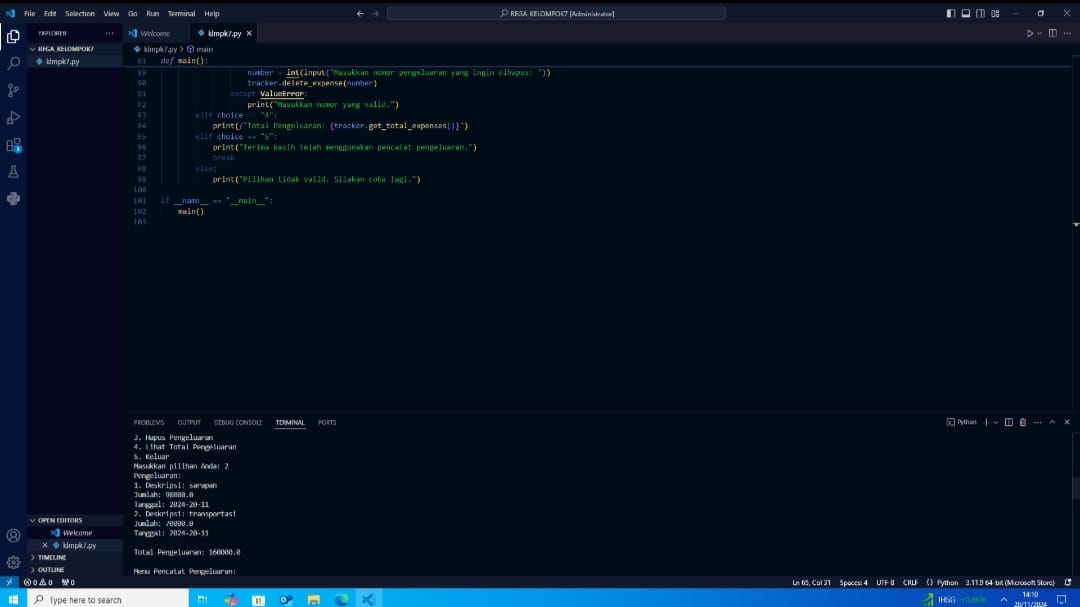 File Edit Selection View Go Run Terminal Help
REGA_KELOMPOK7 [Administrator]
EXPLORER
Welcome
klmpk7.py
REGA_KELOMPOK7
klmpk7.py
klmpk7.py > main
61 def main():
89 number = int(input("Masukkan nomor pengeluaran yang ingin dihapus: "))
90 tracker.delete_expense(number)
91 except ValueError:
92 print("Masukkan nomor yang valid.")
93 elif choice == "4":
94 print(f"Total Pengeluaran: {tracker.get_total_expenses()}")
95 elif choice == "5":
96 print("Terima kasih telah menggunakan pencatat pengeluaran.")
97 break
98 else:
99 print("Pilihan tidak valid. Silakan coba lagi.")
100
101 if __name__ == "__main__":
102 main()
103
PROBLEMS OUTPUT DEBUG CONSOLE TERMINAL PORTS
Python
3. Hapus Pengeluaran
4. Lihat Total Pengeluaran
5. Keluar
Masukkan pilihan Anda: 2
Pengeluaran:
1. Deskripsi: sarapan
Jumlah: 90000.0
Tanggal: 2024-20-11
2. Deskripsi: transportasi
Jumlah: 70000.0
Tanggal: 2024-20-11
Total Pengeluaran: 160000.0
Menu Pencatat Pengeluaran:
OPEN EDITORS
Welcome
klmpk7.py
TIMELINE
OUTLINE
0 0 0
Ln 65, Col 31 Spaces: 4 UTF-8 CRLF Python 3.11.9 64-bit (Microsoft Store)
Type here to search
IHSG +0,86%
14:10
20/11/2024